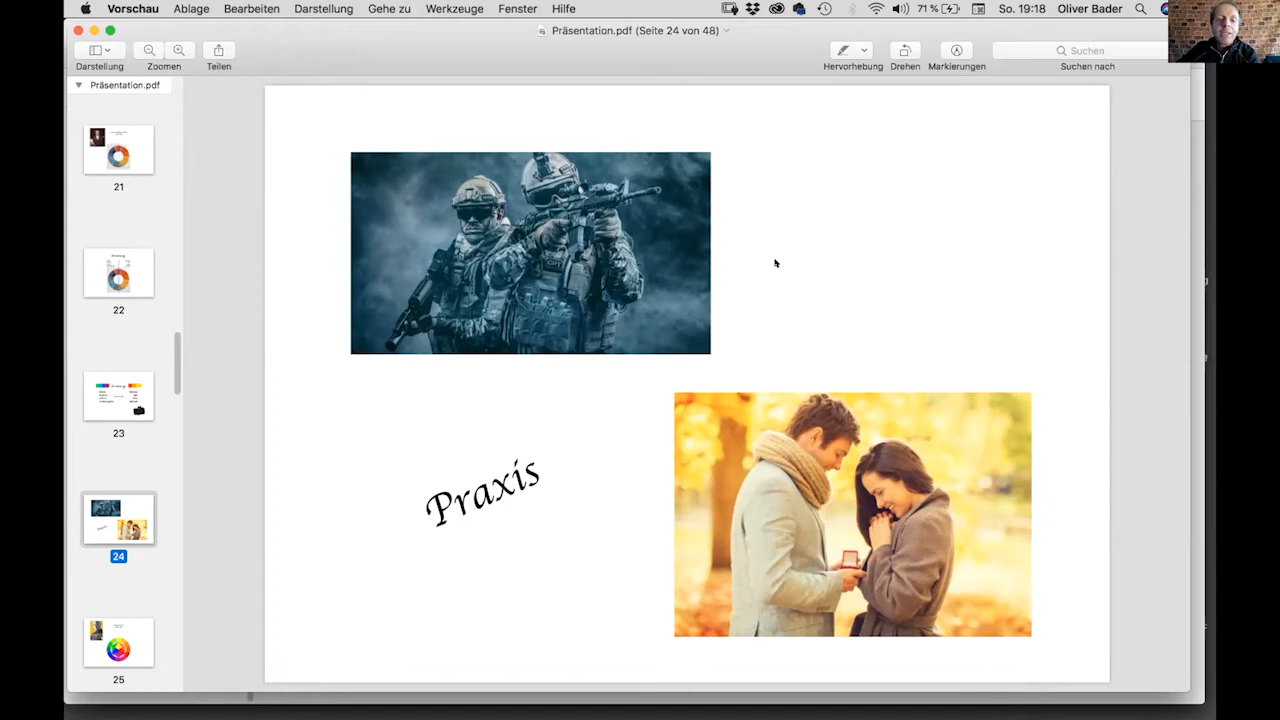 Vorschau Ablage Bearbeiten Darstellung Gehe zu Werkzeuge Fenster Hilfe 71 % So. 19:18 Oliver Bader
Präsentation.pdf (Seite 24 von 48)
Suchen
Darstellung Zoomen Teilen Hervorhebung Drehen Markierungen Suchen nach
Präsentation.pdf
21
22
23
24
25
Praxis